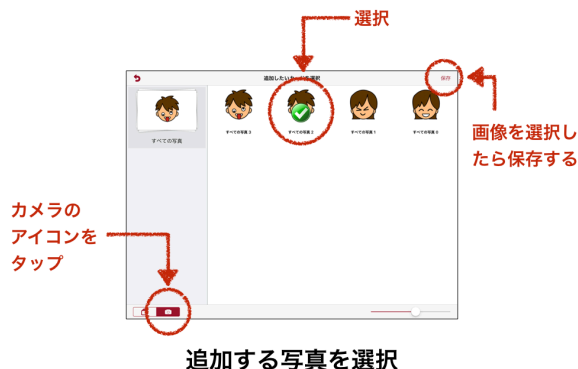 選択
保存
すべての写真 3
すべての写真 2
すべての写真 1
すべての写真 0
すべての写真
画像を選択し
たら保存する
カメラの
アイコンを
タップ
追加する写真を選択